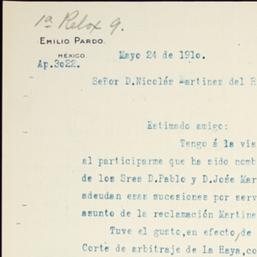 1a Relox 9.
EMILIO PARDO.
MÉXICO.
Ap.3022.
Mayo 24 de 1910.
Señor D.Nicolás Martinez del R
Estimado amigo:
Tengo á la vis
al participarme que ha sido nomb
de los Sres D.Pablo y D.José Mar
adeudan esas sucesiones por serv
asunto de la reclamación Martine
Tuve el gusto,en efecto,de
Corte de arbitraje de la Haya,co